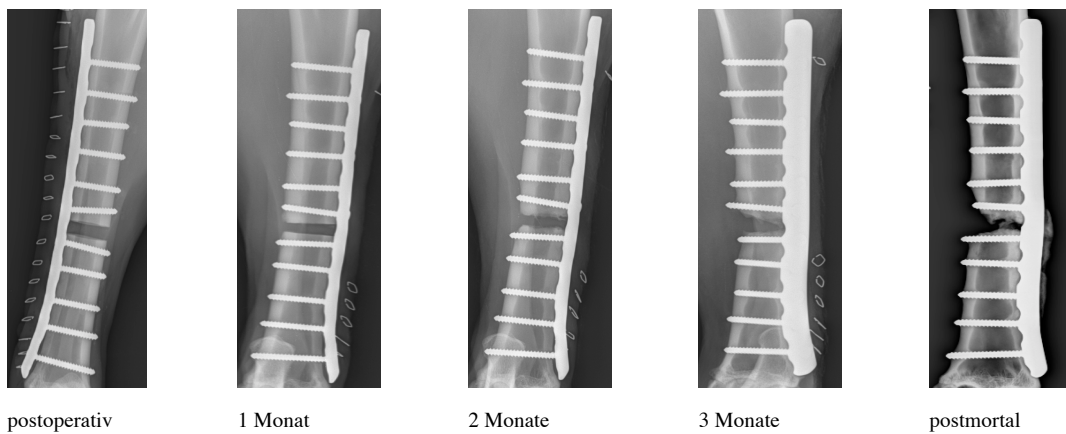 postoperativ
1 Monat
2 Monate
3 Monate
postmortal